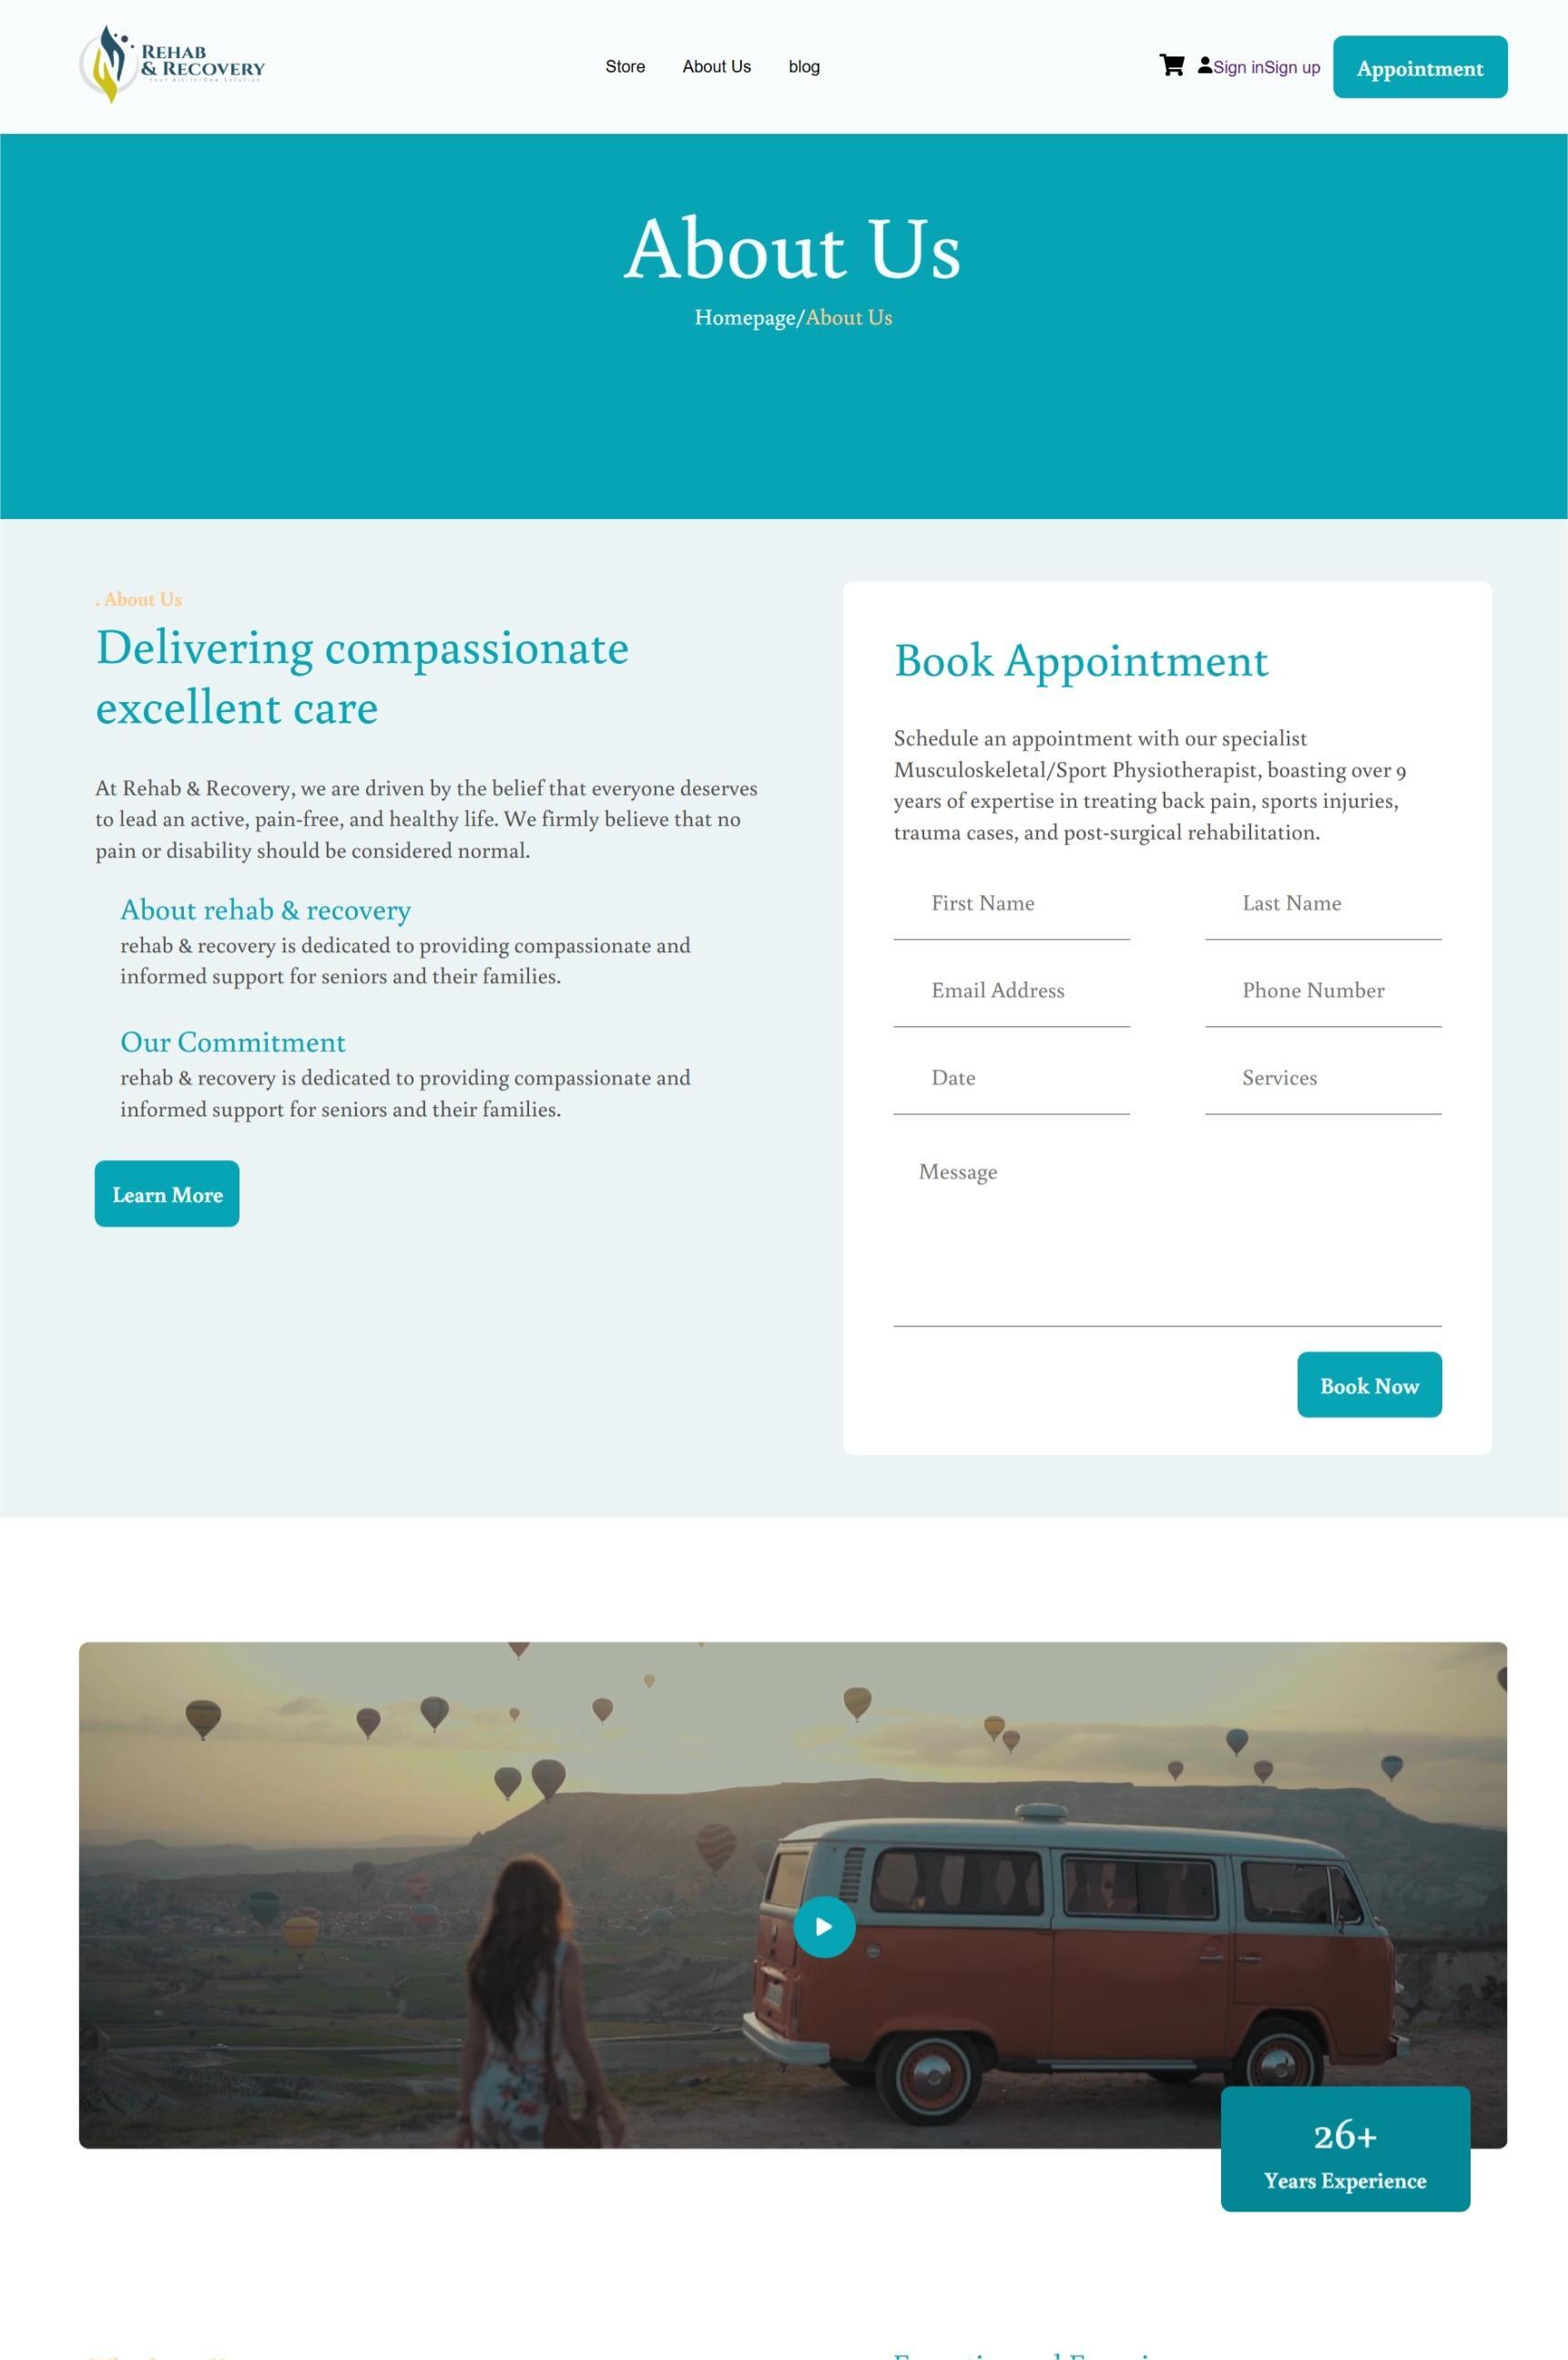 REHAB
& RECOVERY
Your All-In-One Solution
Store
About Us
blog
Sign inSign up
Appointment
About Us
Homepage/About Us
. About Us
Delivering compassionate
excellent care
At Rehab & Recovery, we are driven by the belief that everyone deserves
to lead an active, pain-free, and healthy life. We firmly believe that no
pain or disability should be considered normal.
About rehab & recovery
rehab & recovery is dedicated to providing compassionate and
informed support for seniors and their families.
Our Commitment
rehab & recovery is dedicated to providing compassionate and
informed support for seniors and their families.
Learn More
Book Appointment
Schedule an appointment with our specialist
Musculoskeletal/Sport Physiotherapist, boasting over 9
years of expertise in treating back pain, sports injuries,
trauma cases, and post-surgical rehabilitation.
First Name
Last Name
Email Address
Phone Number
Date
Services
Message
Book Now
26+
Years Experience